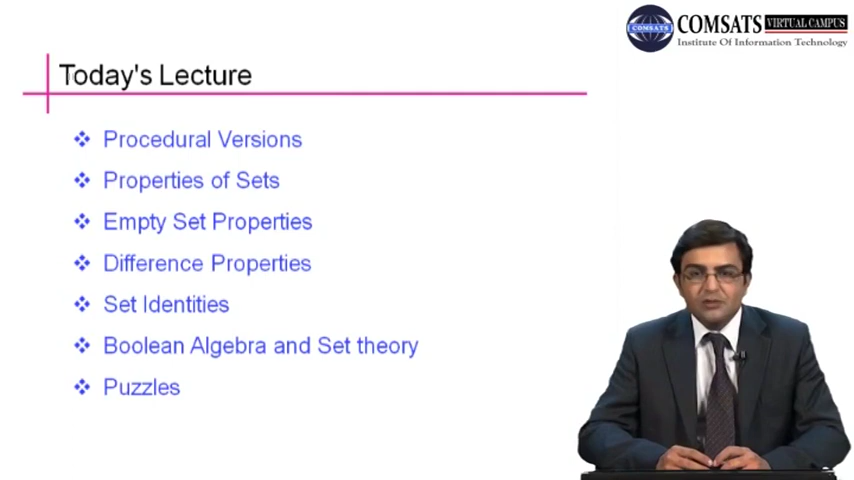 COMSATS VIRTUAL CAMPUS
COMSATS
Institute Of Information Technology
Today's Lecture
Procedural Versions
Properties of Sets
Empty Set Properties
Difference Properties
Set Identities
Boolean Algebra and Set theory
Puzzles